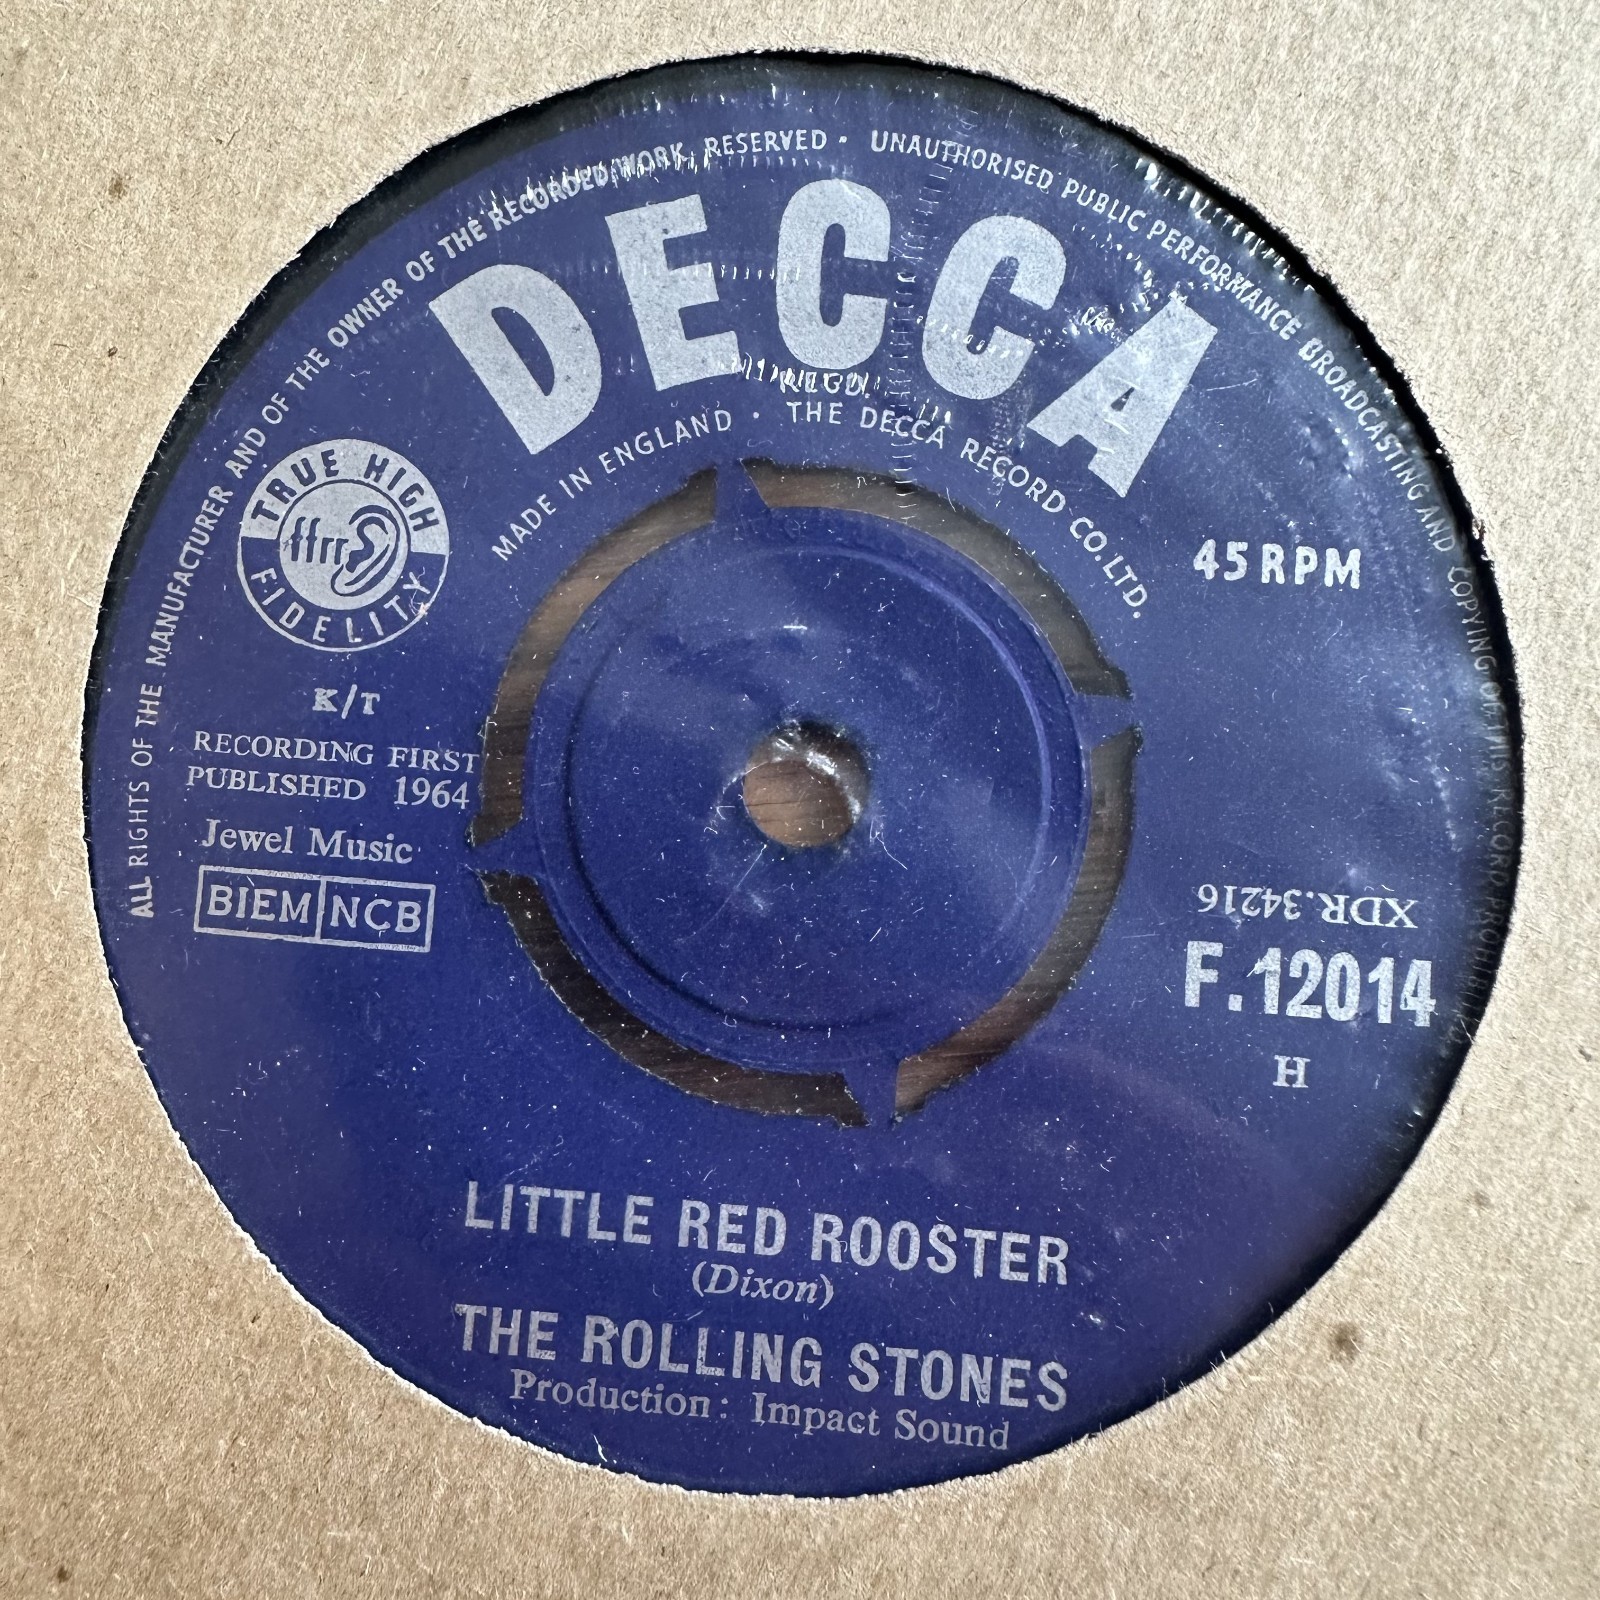 ALL RIGHTS OF THE MANUFACTURER AND OF THE OWNER OF THE RECORDED WORK RESERVED · UNAUTHORISED PUBLIC PERFORMANCE BROADCASTING AND COPYING OF THIS RECORD PROHIBITED
DECCA
REGD.
MADE IN ENGLAND · THE DECCA RECORD CO. LTD.
TRUE HIGH
ffrr
FIDELITY
45 RPM
K/T
RECORDING FIRST
PUBLISHED 1964
Jewel Music
BIEM NCB
XDR.34216
F.12014
H
LITTLE RED ROOSTER
(Dixon)
THE ROLLING STONES
Production: Impact Sound